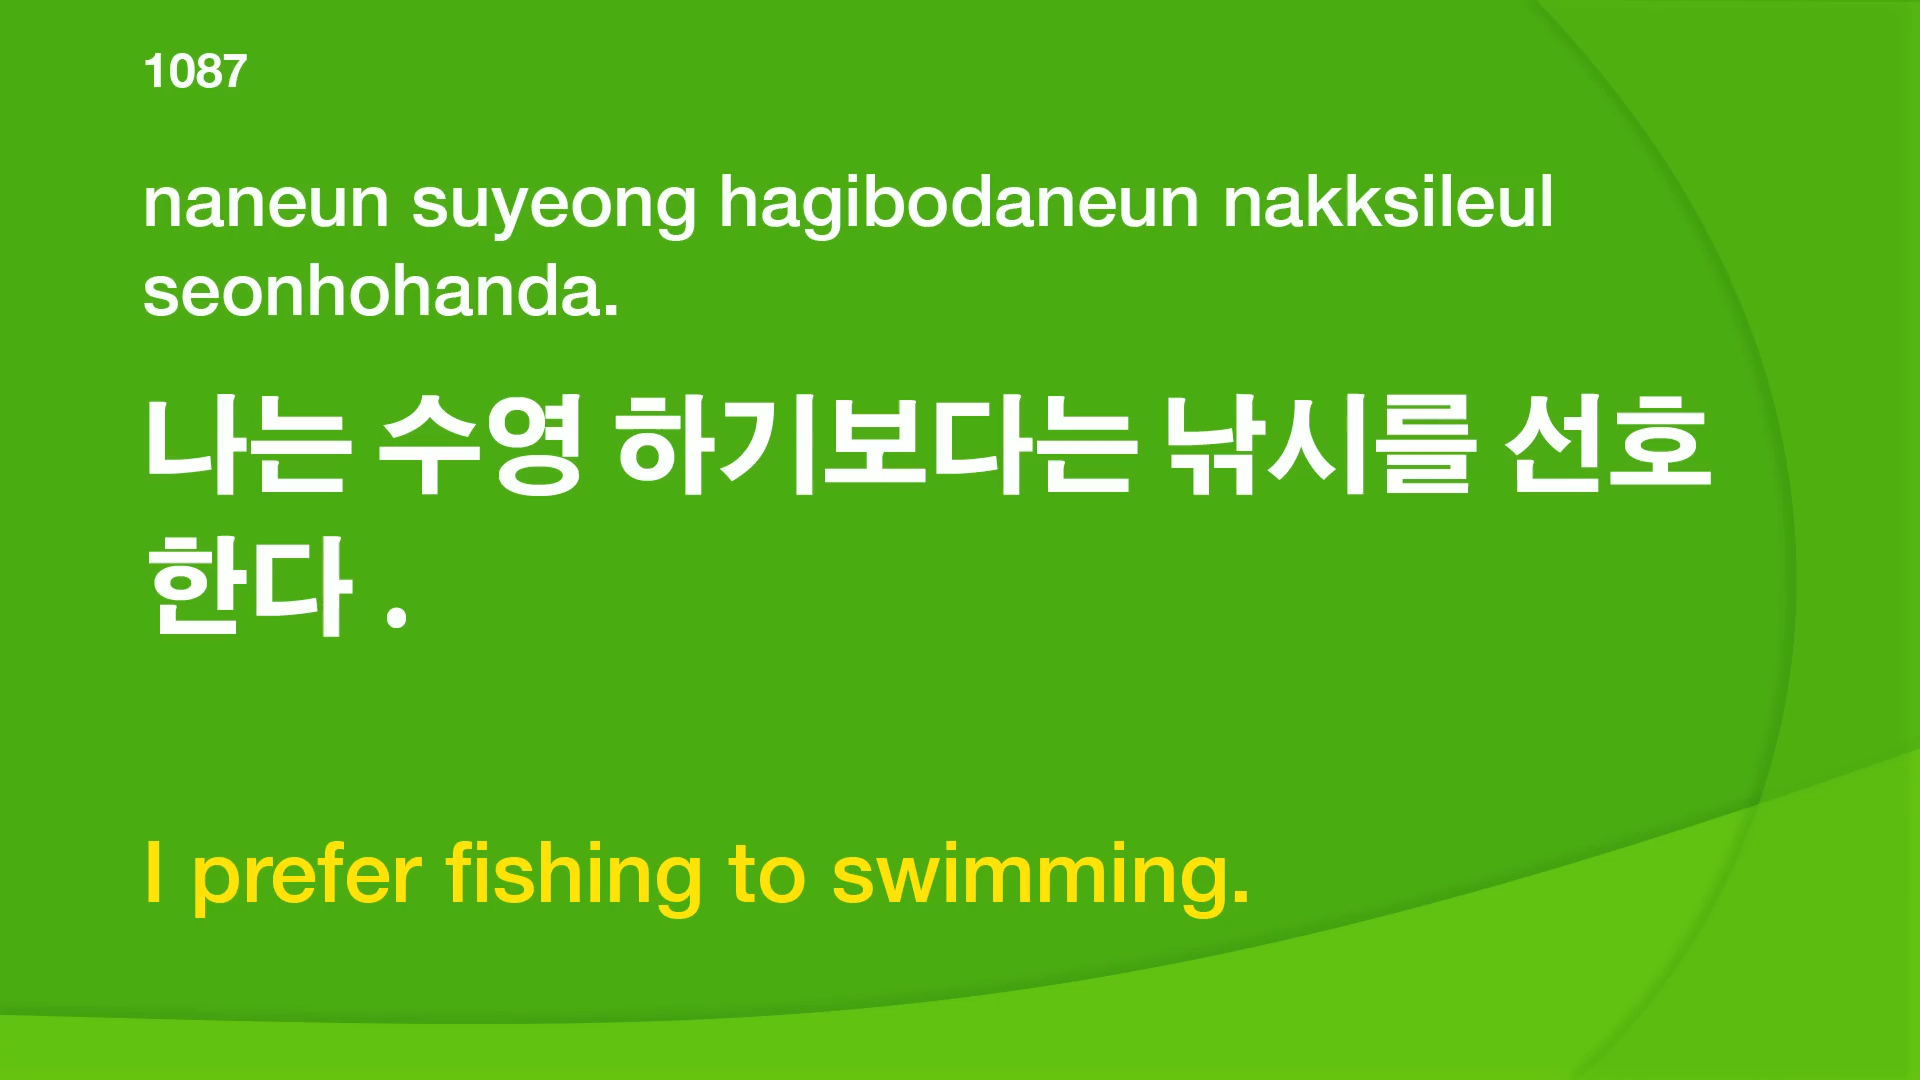 1087
naneun suyeong hagibodaneun nakksileul
seonhohanda.
나는 수영 하기보다는 낚시를 선호
한다 .
I prefer fishing to swimming.